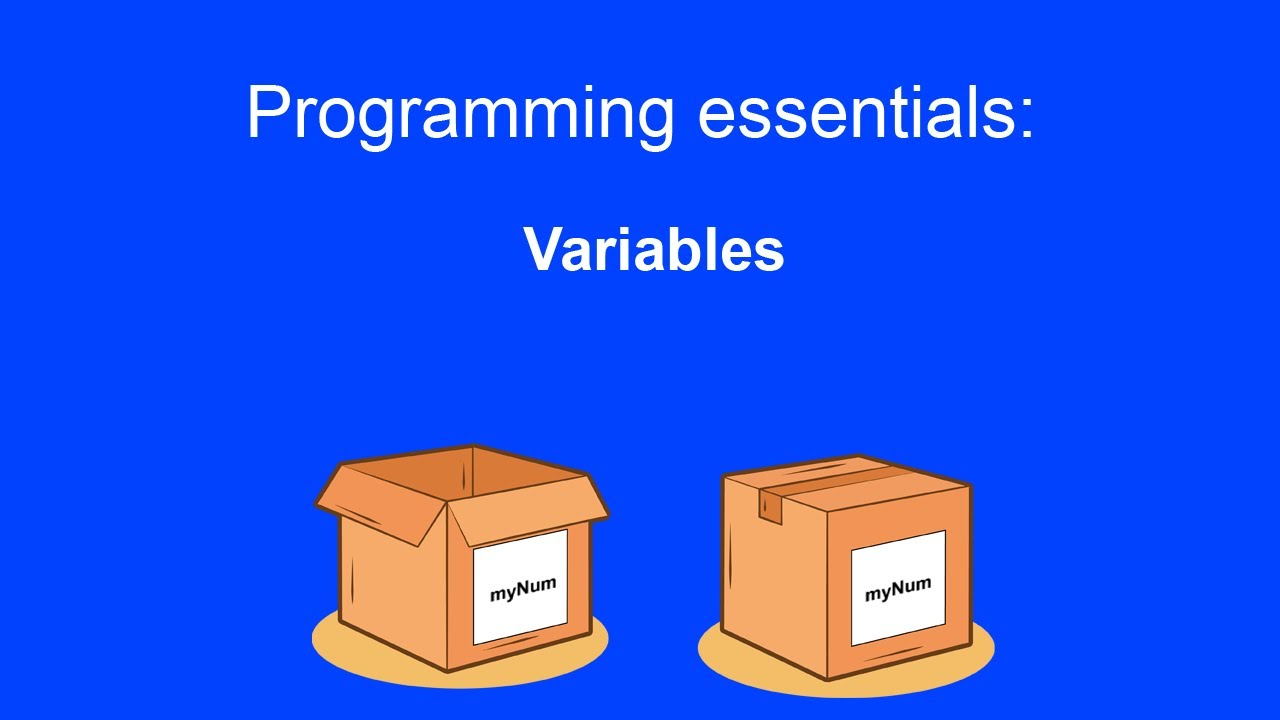 Programming essentials:
Variables
myNum
myNum